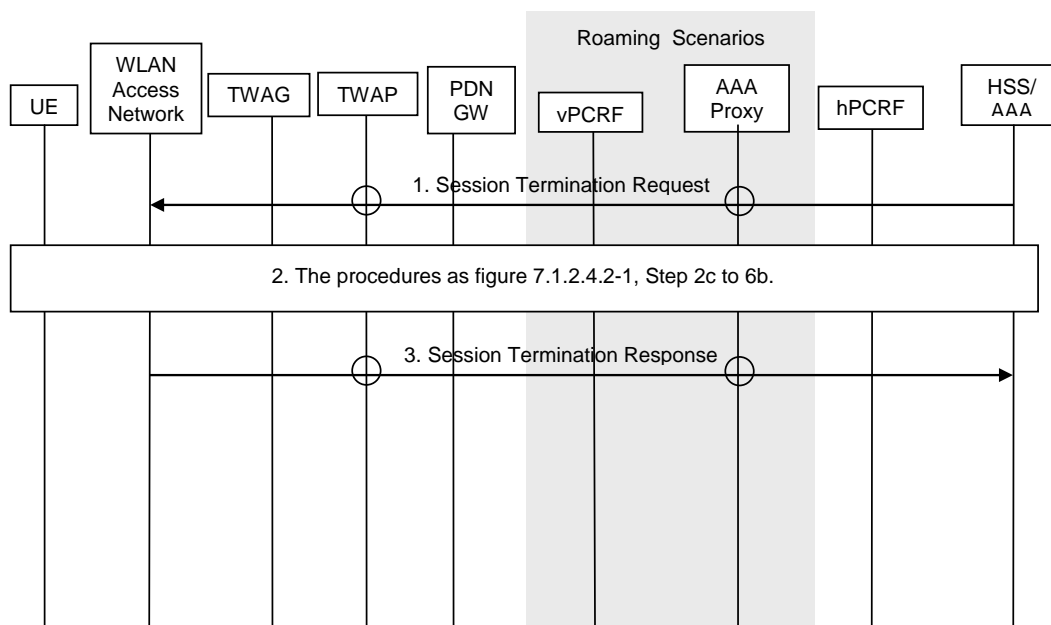 Roaming Scenarios
UE
WLAN
Access
Network
TWAG
TWAP
PDN
GW
vPCRF
AAA
Proxy
hPCRF
HSS/
AAA
1. Session Termination Request
2. The procedures as figure 7.1.2.4.2-1, Step 2c to 6b.
3. Session Termination Response